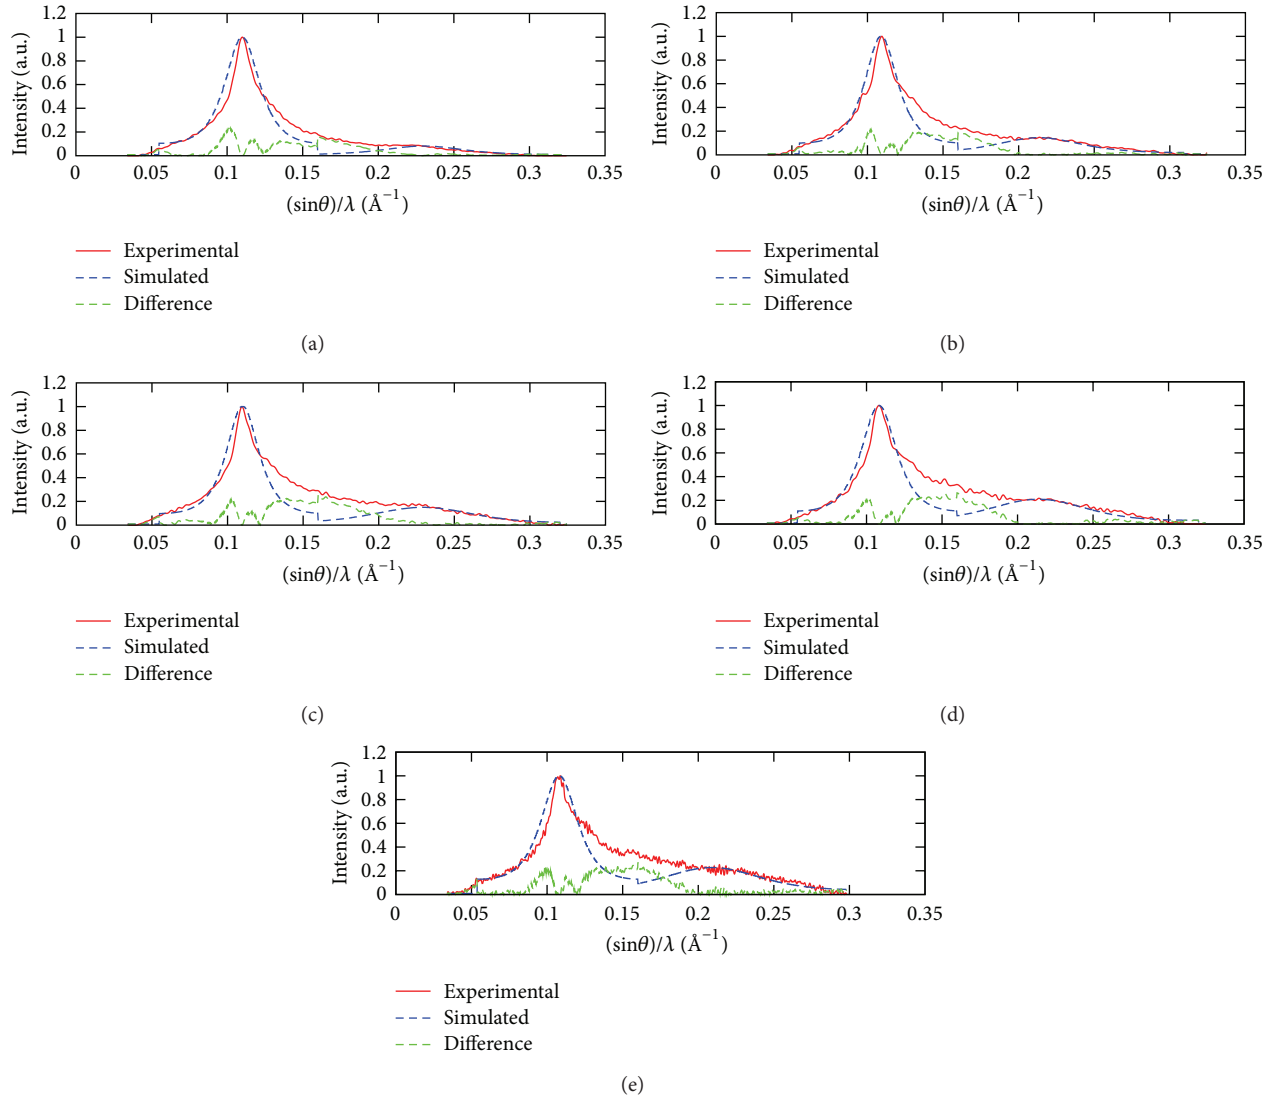 1.2
1
0.8
0.6
0.4
0.2
0
Intensity (a.u.)
0 0.05 0.1 0.15 0.2 0.25 0.3 0.35
(sinθ)/λ (Å⁻¹)
Experimental
Simulated
Difference
(a)
1.2
1
0.8
0.6
0.4
0.2
0
Intensity (a.u.)
0 0.05 0.1 0.15 0.2 0.25 0.3 0.35
(sinθ)/λ (Å⁻¹)
Experimental
Simulated
Difference
(b)
1.2
1
0.8
0.6
0.4
0.2
0
Intensity (a.u.)
0 0.05 0.1 0.15 0.2 0.25 0.3 0.35
(sinθ)/λ (Å⁻¹)
Experimental
Simulated
Difference
(c)
1.2
1
0.8
0.6
0.4
0.2
0
Intensity (a.u.)
0 0.05 0.1 0.15 0.2 0.25 0.3 0.35
(sinθ)/λ (Å⁻¹)
Experimental
Simulated
Difference
(d)
1.2
1
0.8
0.6
0.4
0.2
0
Intensity (a.u.)
0 0.05 0.1 0.15 0.2 0.25 0.3 0.35
(sinθ)/λ (Å⁻¹)
Experimental
Simulated
Difference
(e)